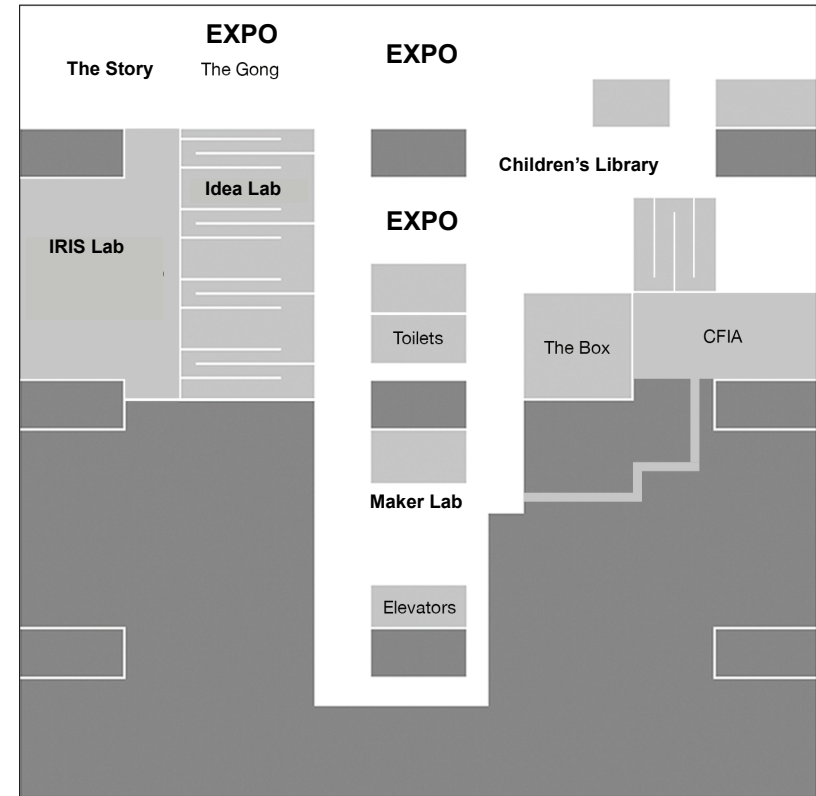 EXPO
The Story
The Gong
EXPO
Children’s Library
Idea Lab
EXPO
IRIS Lab
Toilets
The Box
CFIA
Maker Lab
Elevators